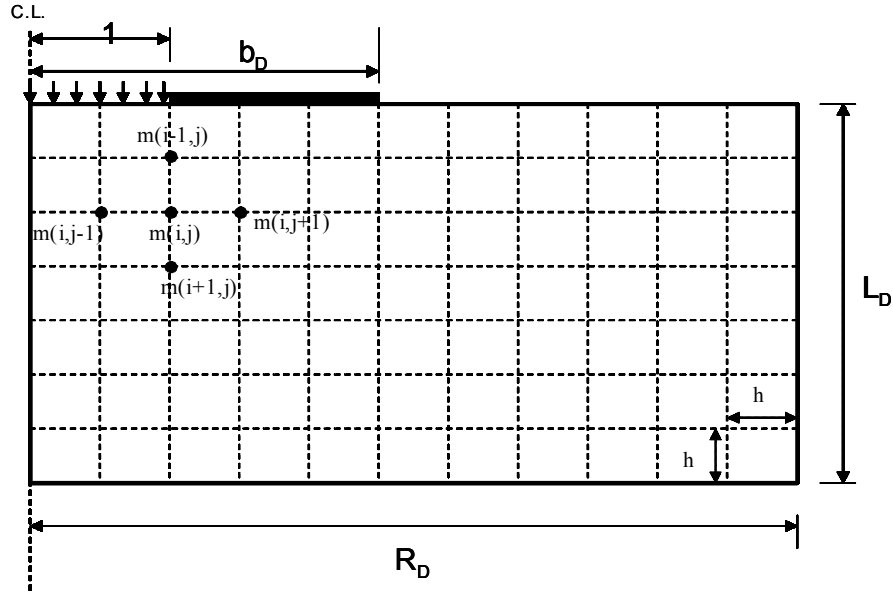 C.L.
1
b_D
m(i-1,j)
m(i,j-1) m(i,j) m(i,j+1)
m(i+1,j)
L_D
h
h
R_D